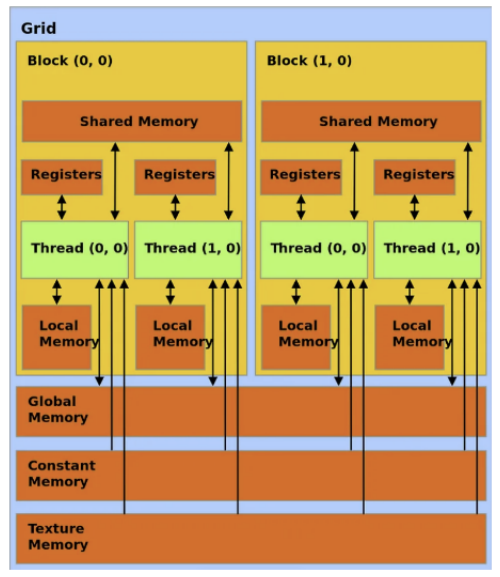 Grid
Block (0, 0)
Shared Memory
Registers
Registers
Thread (0, 0)
Thread (1, 0)
Local
Memory
Local
Memory
Block (1, 0)
Shared Memory
Registers
Registers
Thread (0, 0)
Thread (1, 0)
Local
Memory
Local
Memory
Global
Memory
Constant
Memory
Texture
Memory